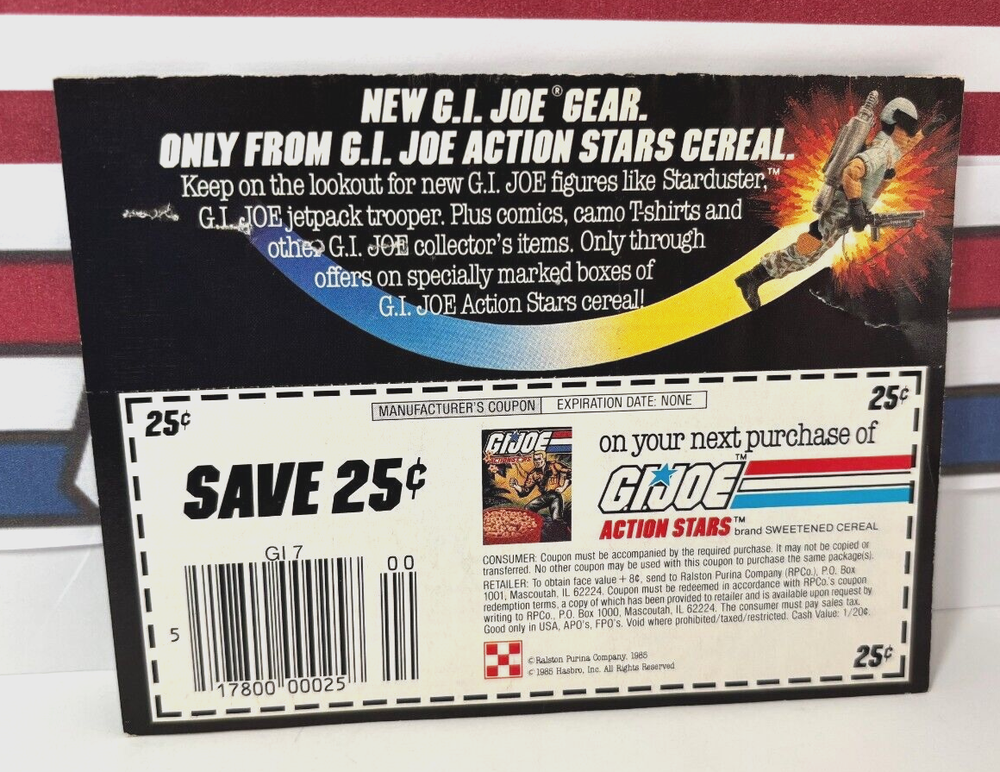 NEW G.I. JOE® GEAR.
ONLY FROM G.I. JOE ACTION STARS CEREAL.
Keep on the lookout for new G.I. JOE figures like Starduster,™
G.I. JOE jetpack trooper. Plus comics, camo T-shirts and
other G.I. JOE collector's items. Only through
offers on specially marked boxes of
G.I. JOE Action Stars cereal!
25¢
MANUFACTURER'S COUPON EXPIRATION DATE: NONE
25¢
SAVE 25¢
GI JOE
ACTION STARS
on your next purchase of
GI JOE™
ACTION STARS™ brand SWEETENED CEREAL
GI 7
00
5
17800 00025
CONSUMER: Coupon must be accompanied by the required purchase. It may not be copied or
transferred. No other coupon may be used with this coupon to purchase the same package(s).
RETAILER: To obtain face value + 8¢, send to Ralston Purina Company (RPCo.), P.O. Box
1001, Mascoutah, IL 62224. Coupon must be redeemed in accordance with RPCo.'s coupon
redemption terms, a copy of which has been provided to retailer and is available upon request by
writing to RPCo., P.O. Box 1000, Mascoutah, IL 62224. The consumer must pay sales tax.
Good only in USA, APO's, FPO's. Void where prohibited/taxed/restricted. Cash Value: 1/20¢.
© Ralston Purina Company, 1985
© 1985 Hasbro, Inc. All Rights Reserved
25¢